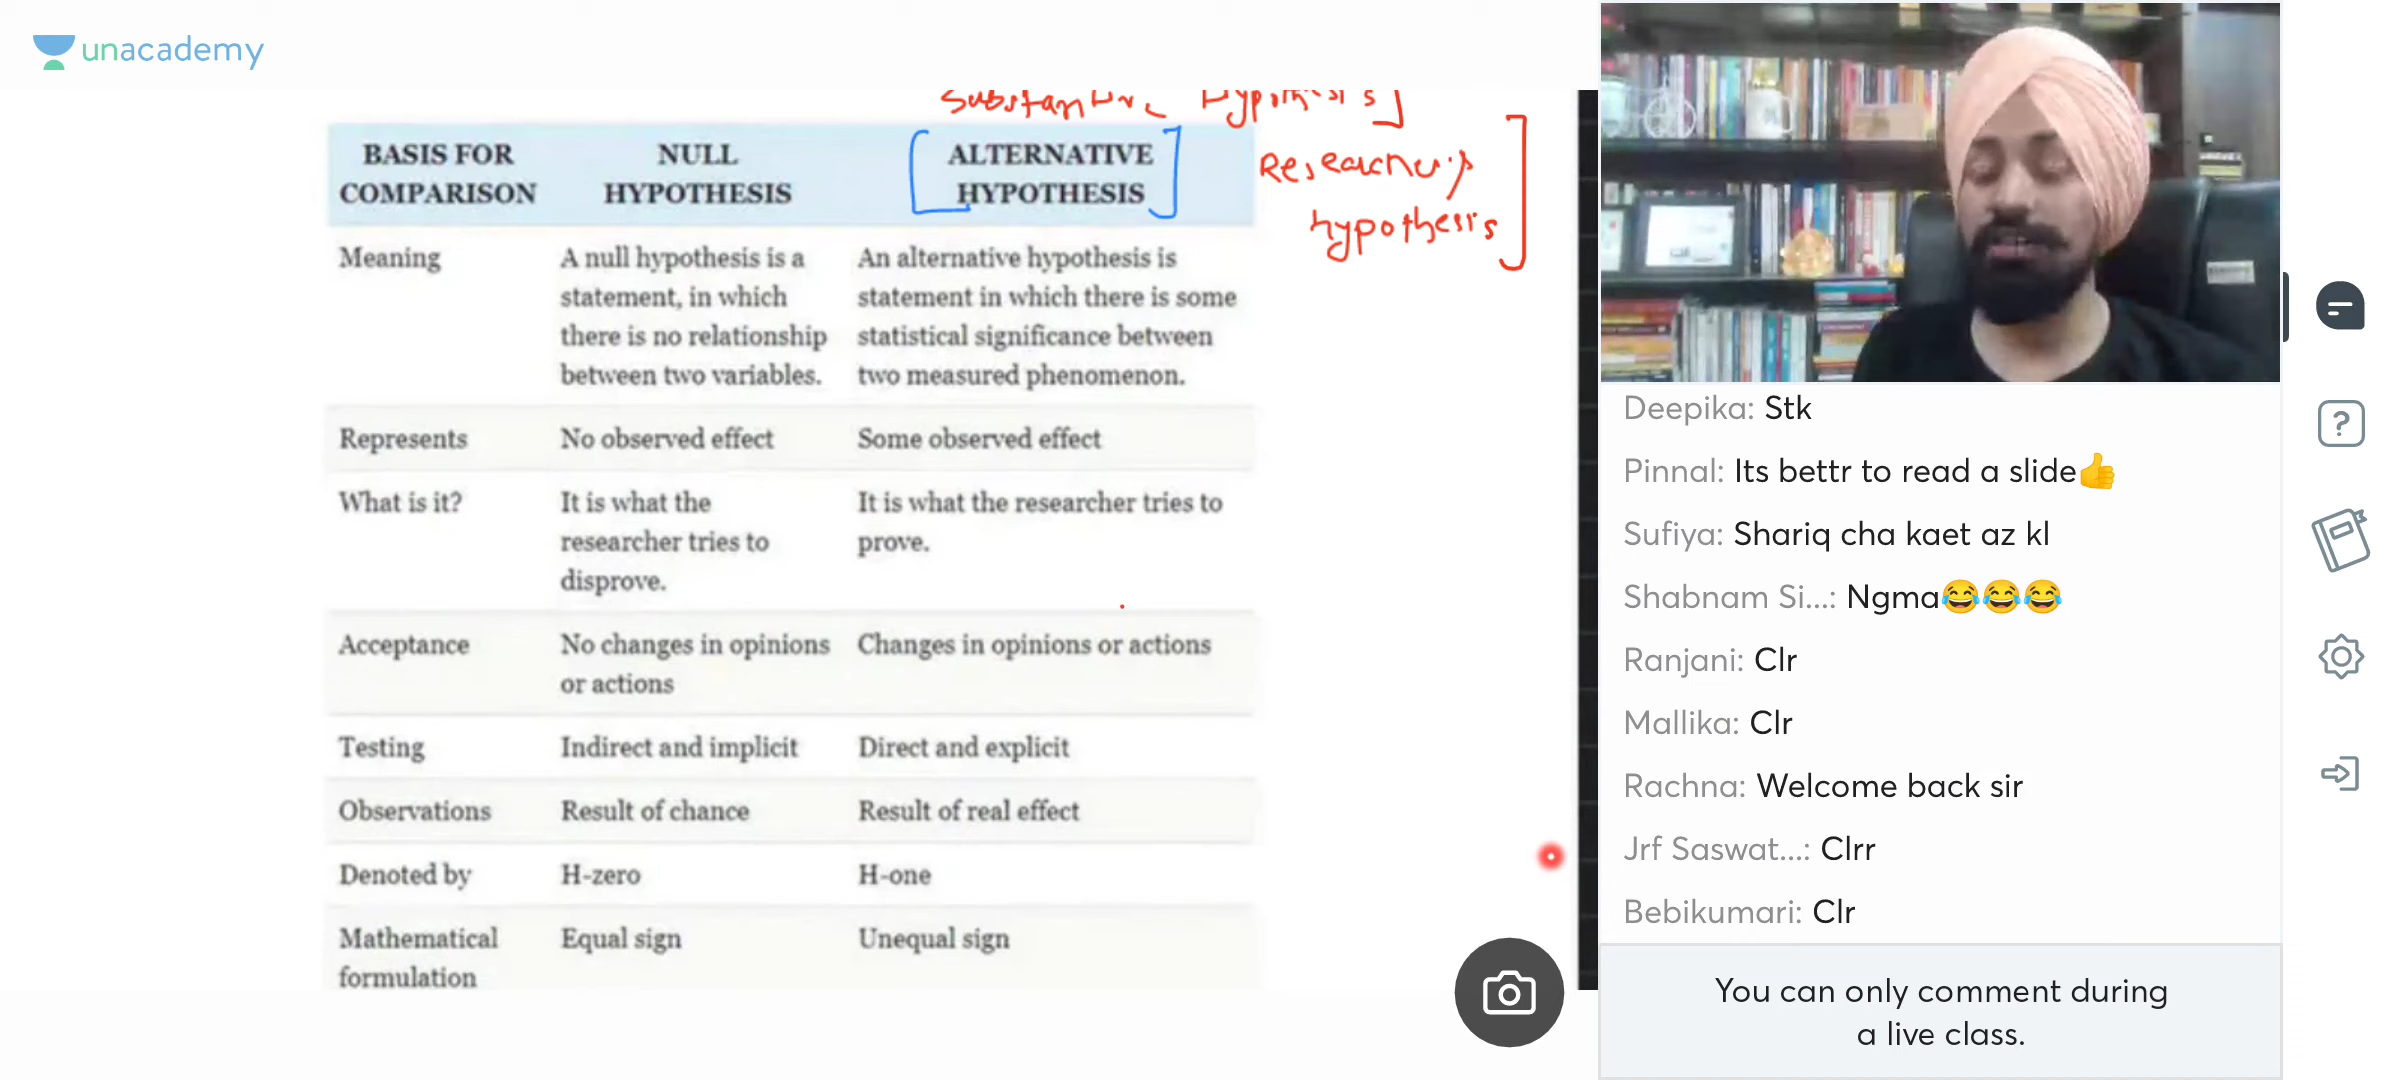 unacademy
Substantive Hypothesis]
BASIS FOR COMPARISON
NULL HYPOTHESIS
[ALTERNATIVE HYPOTHESIS]
Research hypothesis]
Meaning
A null hypothesis is a
statement, in which
there is no relationship
between two variables.
An alternative hypothesis is
statement in which there is some
statistical significance between
two measured phenomenon.
Represents
No observed effect
Some observed effect
What is it?
It is what the
researcher tries to
disprove.
It is what the researcher tries to
prove.
Acceptance
No changes in opinions
or actions
Changes in opinions or actions
Testing
Indirect and implicit
Direct and explicit
Observations
Result of chance
Result of real effect
Denoted by
H-zero
H-one
Mathematical
formulation
Equal sign
Unequal sign
Deepika: Stk
Pinnal: Its bettr to read a slide👍
Sufiya: Shariq cha kaet az kl
Shabnam Si...: Ngma😂😂😂
Ranjani: Clr
Mallika: Clr
Rachna: Welcome back sir
Jrf Saswat...: Clrr
Bebikumari: Clr
You can only comment during
a live class.
?